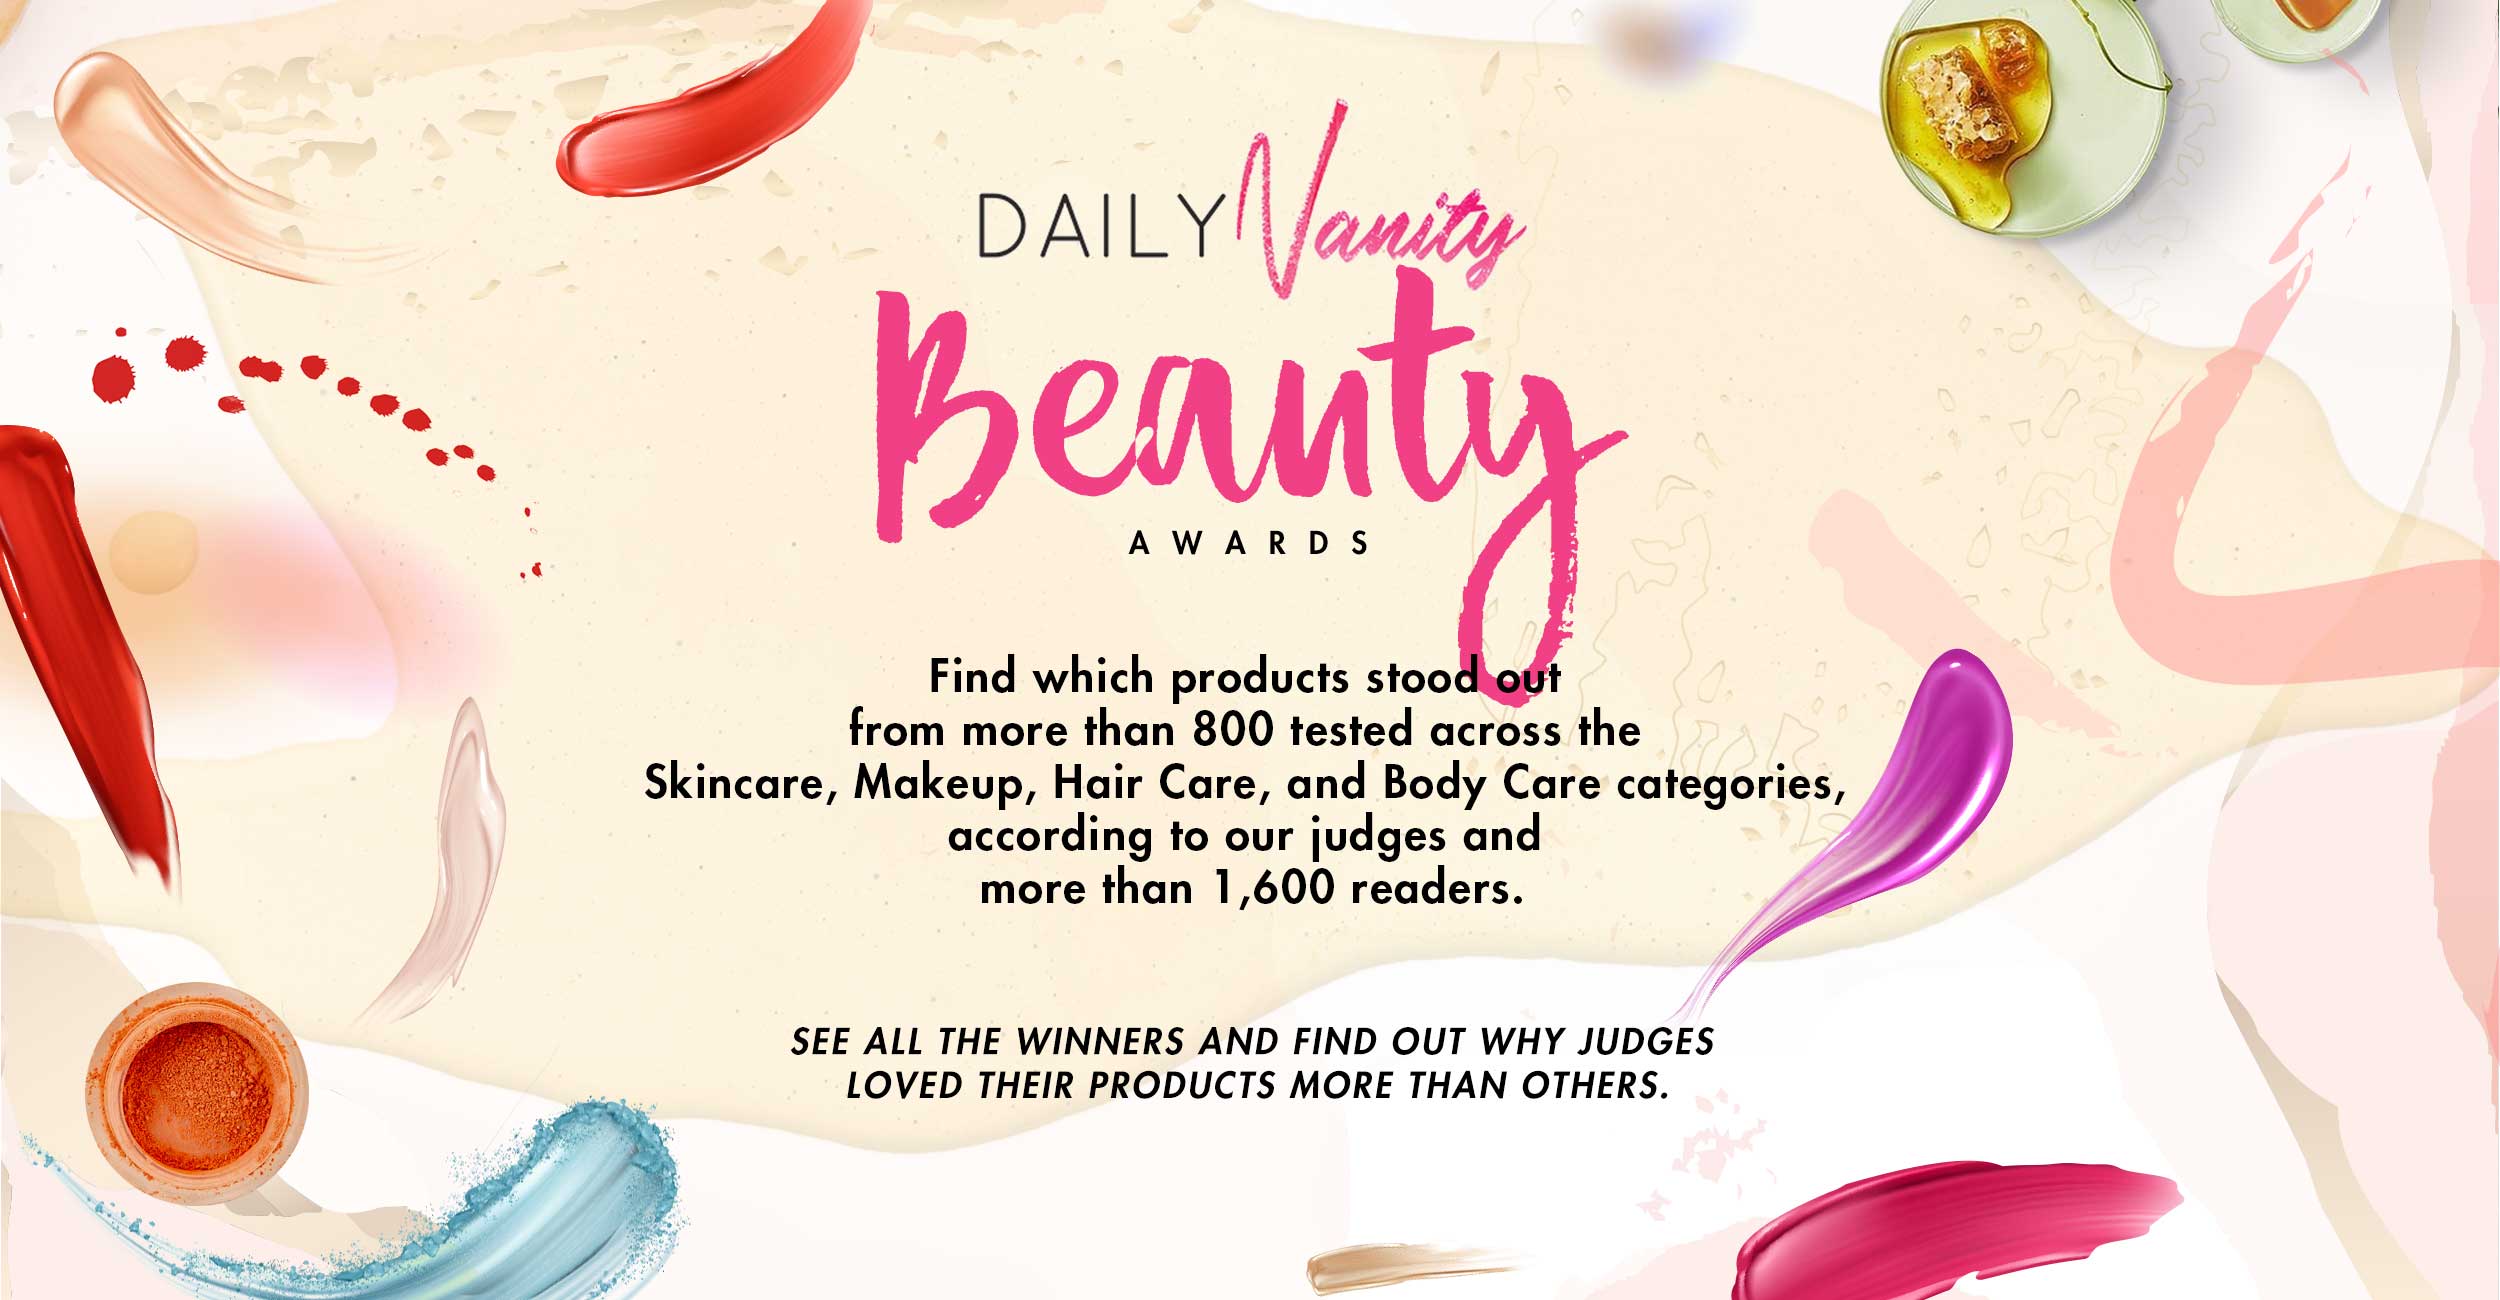 DAILY Vanity
Beauty
AWARDS
Find which products stood out
from more than 800 tested across the
Skincare, Makeup, Hair Care, and Body Care categories,
according to our judges and
more than 1,600 readers.
SEE ALL THE WINNERS AND FIND OUT WHY JUDGES
LOVED THEIR PRODUCTS MORE THAN OTHERS.